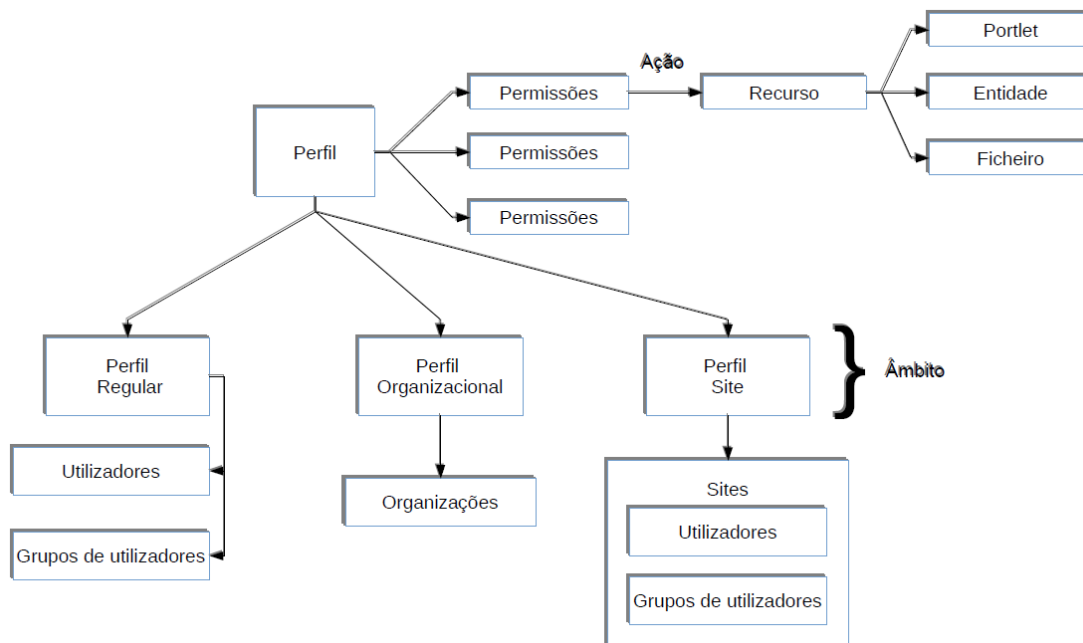 Portlet
Ação
Permissões
Recurso
Entidade
Perfil
Permissões
Ficheiro
Permissões
Perfil
Regular
Perfil
Organizacional
Perfil
Site
Âmbito
Utilizadores
Grupos de utilizadores
Organizações
Sites
Utilizadores
Grupos de utilizadores